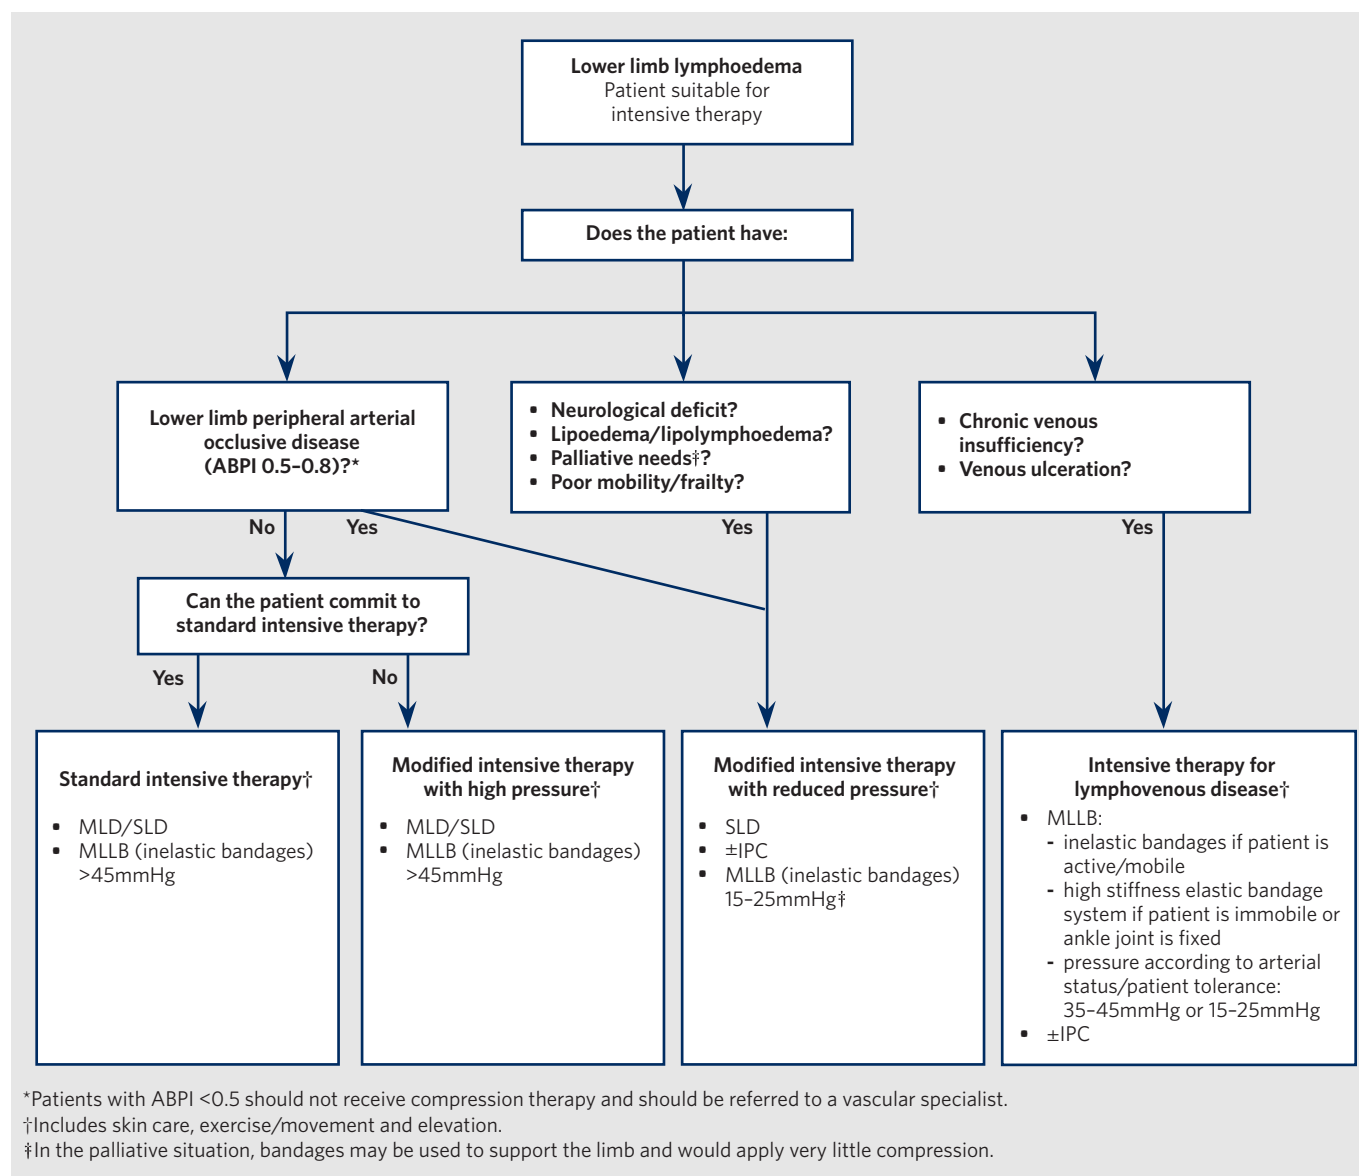 Lower limb lymphoedema
Patient suitable for
intensive therapy
Does the patient have:
Lower limb peripheral arterial
occlusive disease
(ABPI 0.5–0.8)?*
▪ Neurological deficit?
▪ Lipoedema/lipolymphoedema?
▪ Palliative needs‡?
▪ Poor mobility/frailty?
▪ Chronic venous
insufficiency?
▪ Venous ulceration?
No
Yes
Yes
Yes
Can the patient commit to
standard intensive therapy?
Yes
No
Standard intensive therapy†
▪ MLD/SLD
▪ MLLB (inelastic bandages)
>45mmHg
Modified intensive therapy
with high pressure†
▪ MLD/SLD
▪ MLLB (inelastic bandages)
>45mmHg
Modified intensive therapy
with reduced pressure†
▪ SLD
▪ ±IPC
▪ MLLB (inelastic bandages)
15–25mmHg‡
Intensive therapy for
lymphovenous disease†
▪ MLLB:
- inelastic bandages if patient is
active/mobile
- high stiffness elastic bandage
system if patient is immobile or
ankle joint is fixed
- pressure according to arterial
status/patient tolerance:
35–45mmHg or 15–25mmHg
▪ ±IPC
*Patients with ABPI <0.5 should not receive compression therapy and should be referred to a vascular specialist.
†Includes skin care, exercise/movement and elevation.
‡In the palliative situation, bandages may be used to support the limb and would apply very little compression.